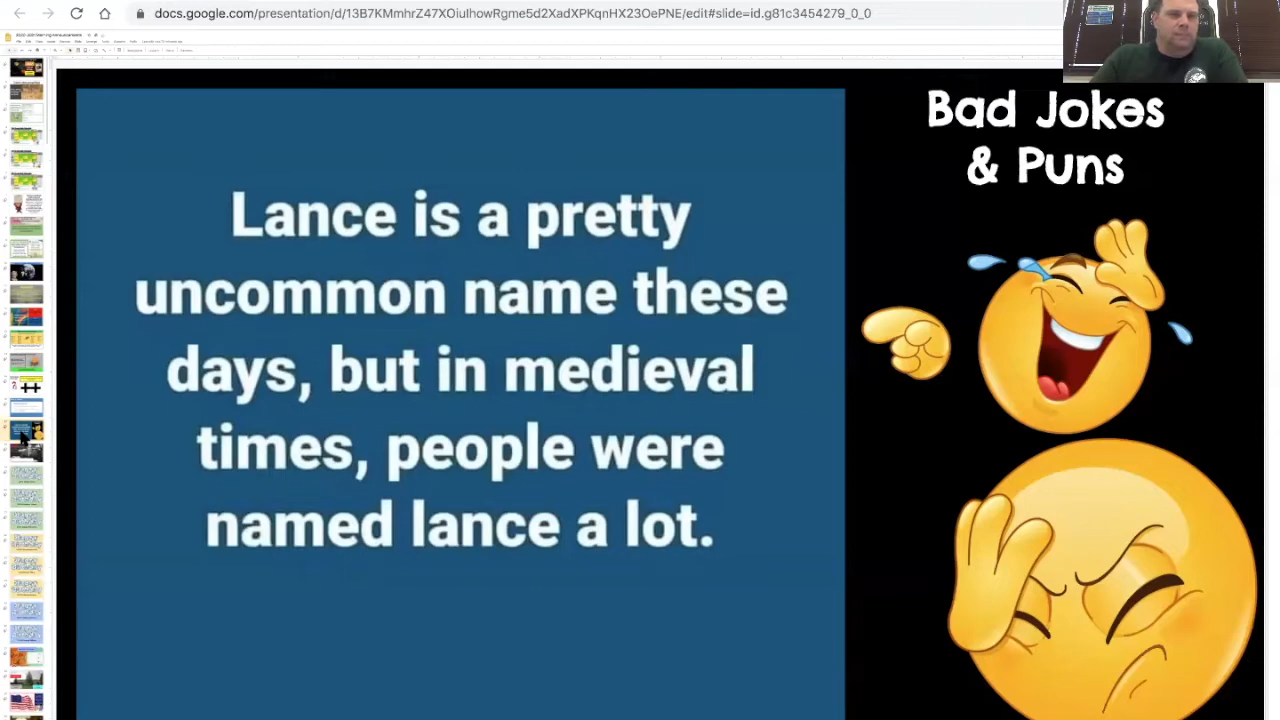 docs.google.com/presentation/d/13B7KMmhrZ47XOiulhowRgme5d2XadXPKqnHX23OePNE/edit#slide=id.g81c3454279_0_0
Bad Jokes
& Puns
Lance is a pretty
uncommon name these
days, but in medieval
times, people were
named lance a lot.